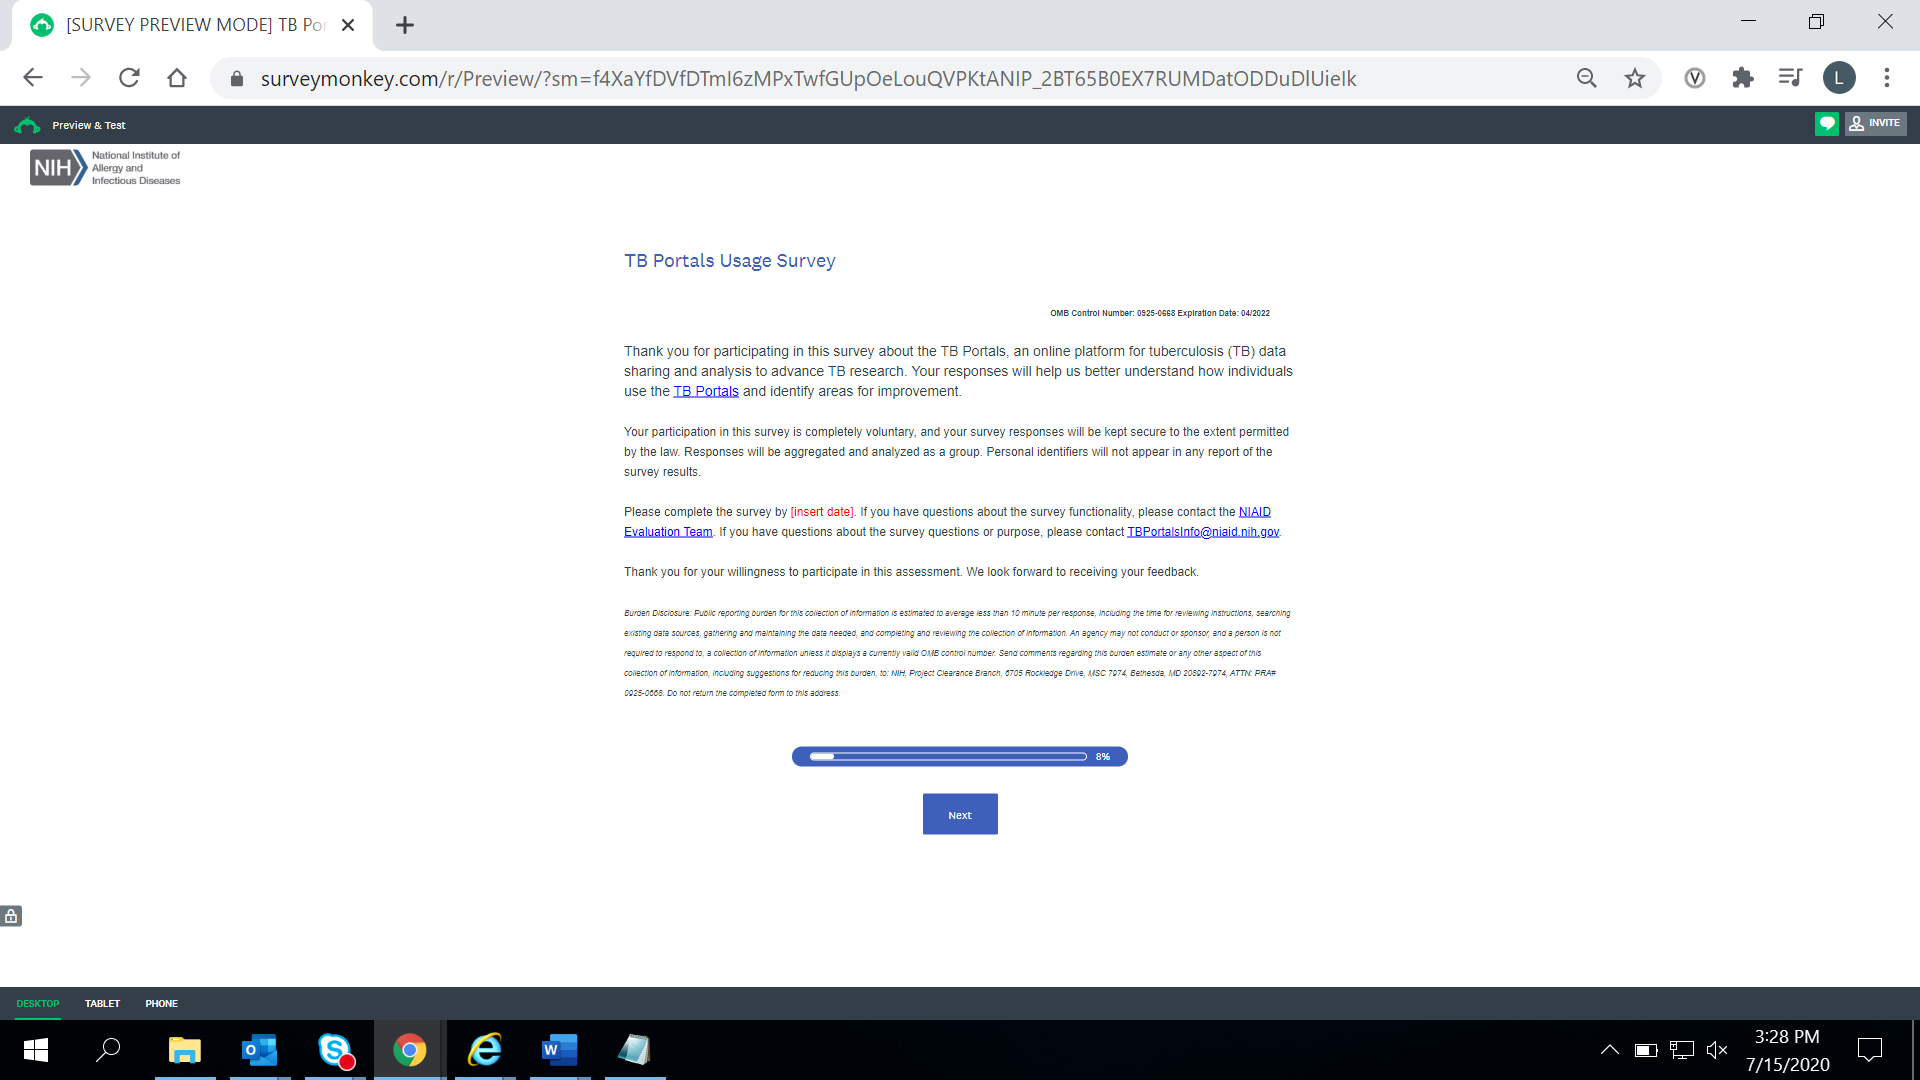 [SURVEY PREVIEW MODE] TB Por
surveymonkey.com/r/Preview/?sm=f4XaYfDVfDTmI6zMPxTwfGUpOeLouQVPKtANIP_2BT65B0EX7RUMDatODDuDlUieIk
L
Preview & Test
INVITE
NIH
National Institute of
Allergy and
Infectious Diseases
TB Portals Usage Survey
OMB Control Number: 0925-0668 Expiration Date: 04/2022
Thank you for participating in this survey about the TB Portals, an online platform for tuberculosis (TB) data
sharing and analysis to advance TB research. Your responses will help us better understand how individuals
use the TB Portals and identify areas for improvement.
Your participation in this survey is completely voluntary, and your survey responses will be kept secure to the extent permitted
by the law. Responses will be aggregated and analyzed as a group. Personal identifiers will not appear in any report of the
survey results.
Please complete the survey by [insert date]. If you have questions about the survey functionality, please contact the NIAID
Evaluation Team. If you have questions about the survey questions or purpose, please contact TBPortalsInfo@niaid.nih.gov.
Thank you for your willingness to participate in this assessment. We look forward to receiving your feedback.
Burden Disclosure: Public reporting burden for this collection of information is estimated to average less than 10 minute per response, including the time for reviewing instructions, searching
existing data sources, gathering and maintaining the data needed, and completing and reviewing the collection of information. An agency may not conduct or sponsor, and a person is not
required to respond to, a collection of information unless it displays a currently valid OMB control number. Send comments regarding this burden estimate or any other aspect of this
collection of information, including suggestions for reducing this burden, to: NIH, Project Clearance Branch, 6705 Rockledge Drive, MSC 7974, Bethesda, MD 20892-7974, ATTN: PRA#
0925-0668. Do not return the completed form to this address.
8%
Next
DESKTOP TABLET PHONE
3:28 PM
7/15/2020